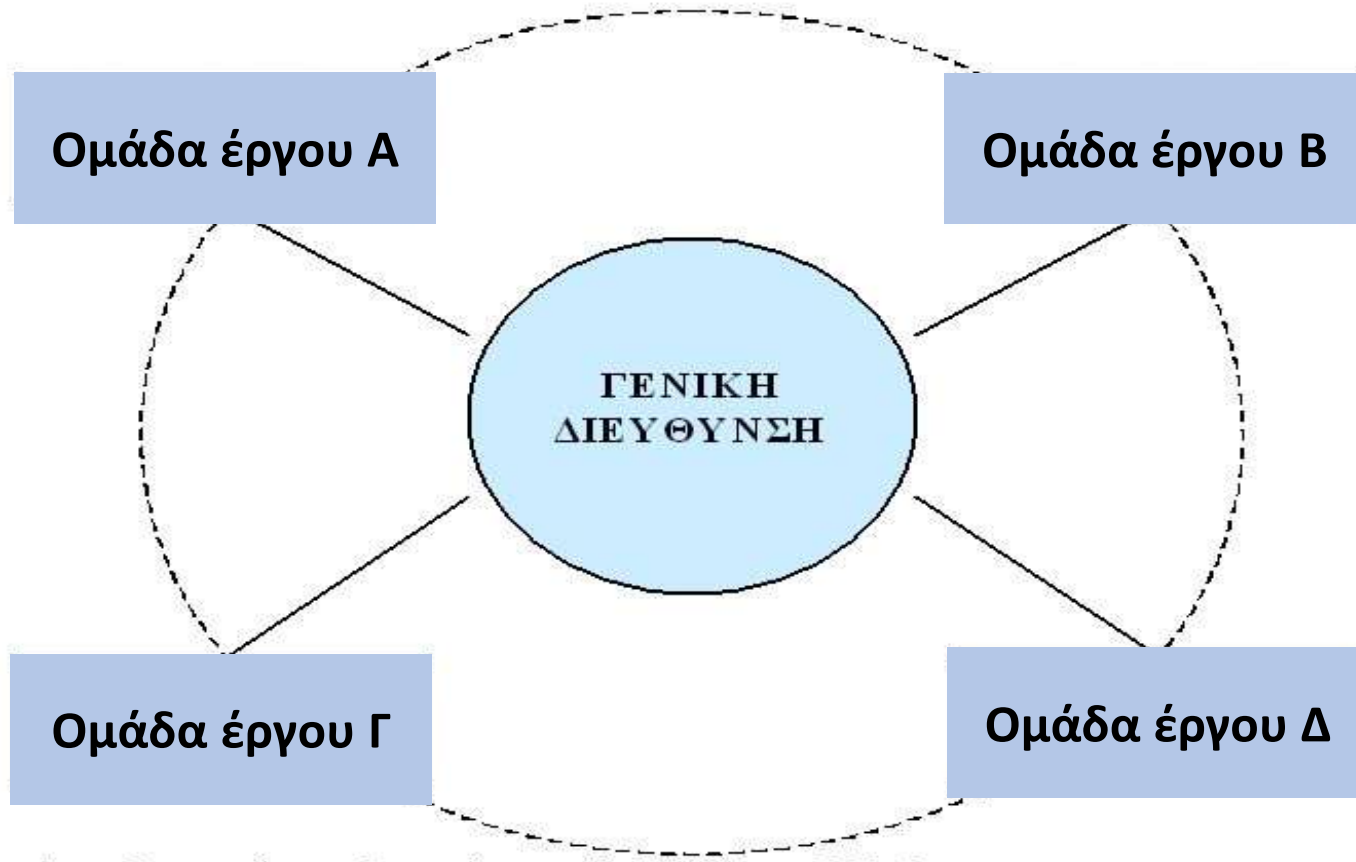 Ομάδα έργου Α
Ομάδα έργου Β
ΓΕΝΙΚΗ
ΔΙΕΥΘΥΝΣΗ
Ομάδα έργου Γ
Ομάδα έργου Δ